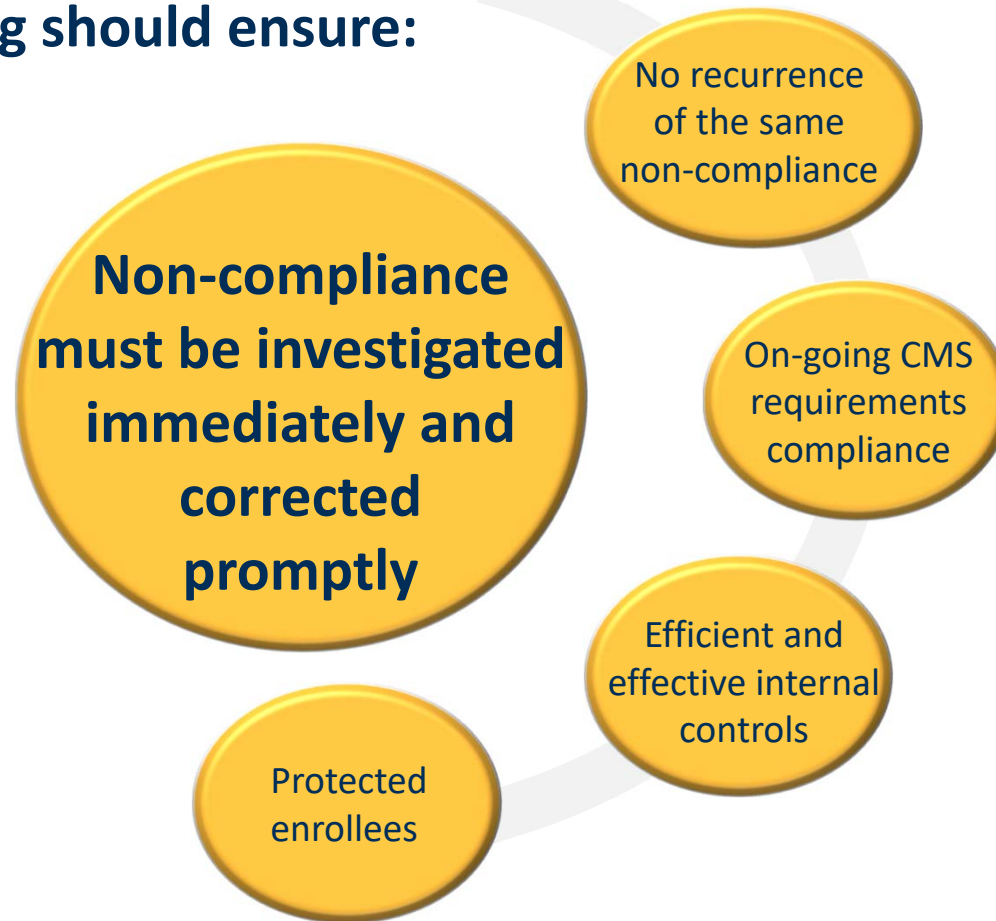 g should ensure:
No recurrence
of the same
non-compliance
Non-compliance
must be investigated
immediately and
corrected
promptly
On-going CMS
requirements
compliance
Efficient and
effective internal
controls
Protected
enrollees